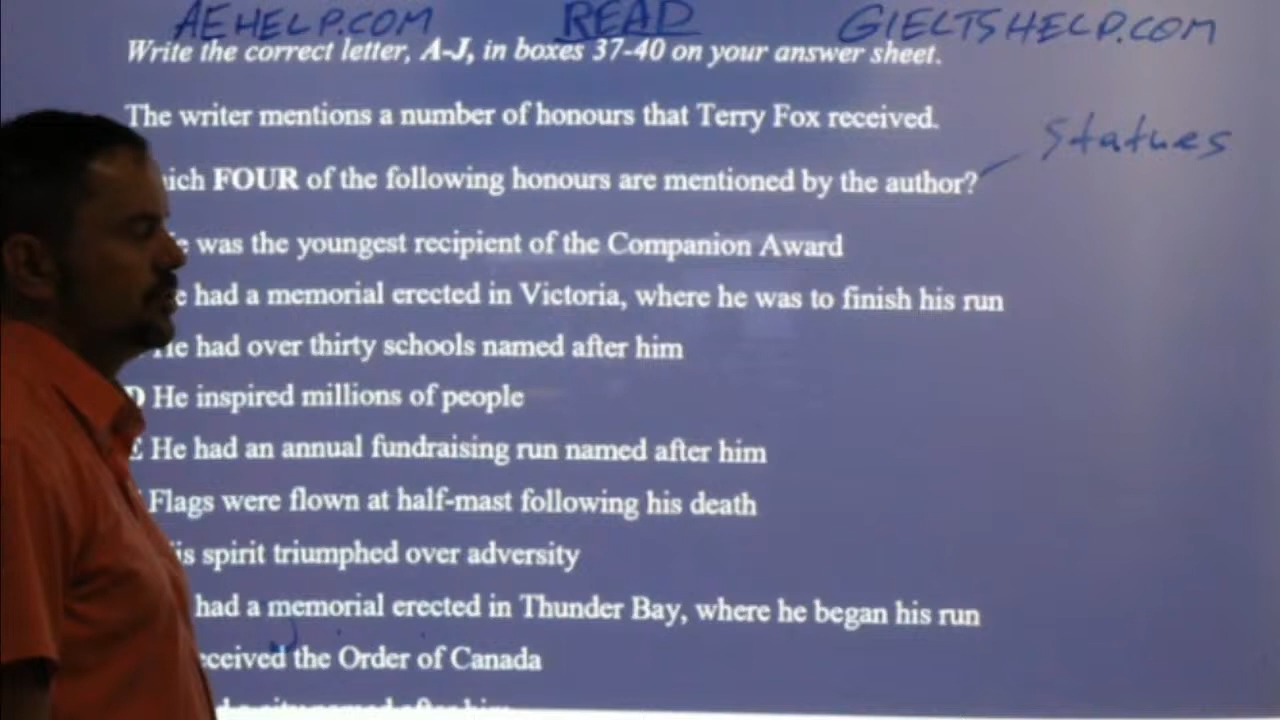 AEHELP.COM READ GIELTSHELP.COM
Write the correct letter, A-J, in boxes 37-40 on your answer sheet.
The writer mentions a number of honours that Terry Fox received.
Statues
FOUR of the following honours are mentioned by the author?
was the youngest recipient of the Companion Award
had a memorial erected in Victoria, where he was to finish his run
He had over thirty schools named after him
D He inspired millions of people
E He had an annual fundraising run named after him
Flags were flown at half-mast following his death
spirit triumphed over adversity
had a memorial erected in Thunder Bay, where he began his run
the Order of Canada
city named after him